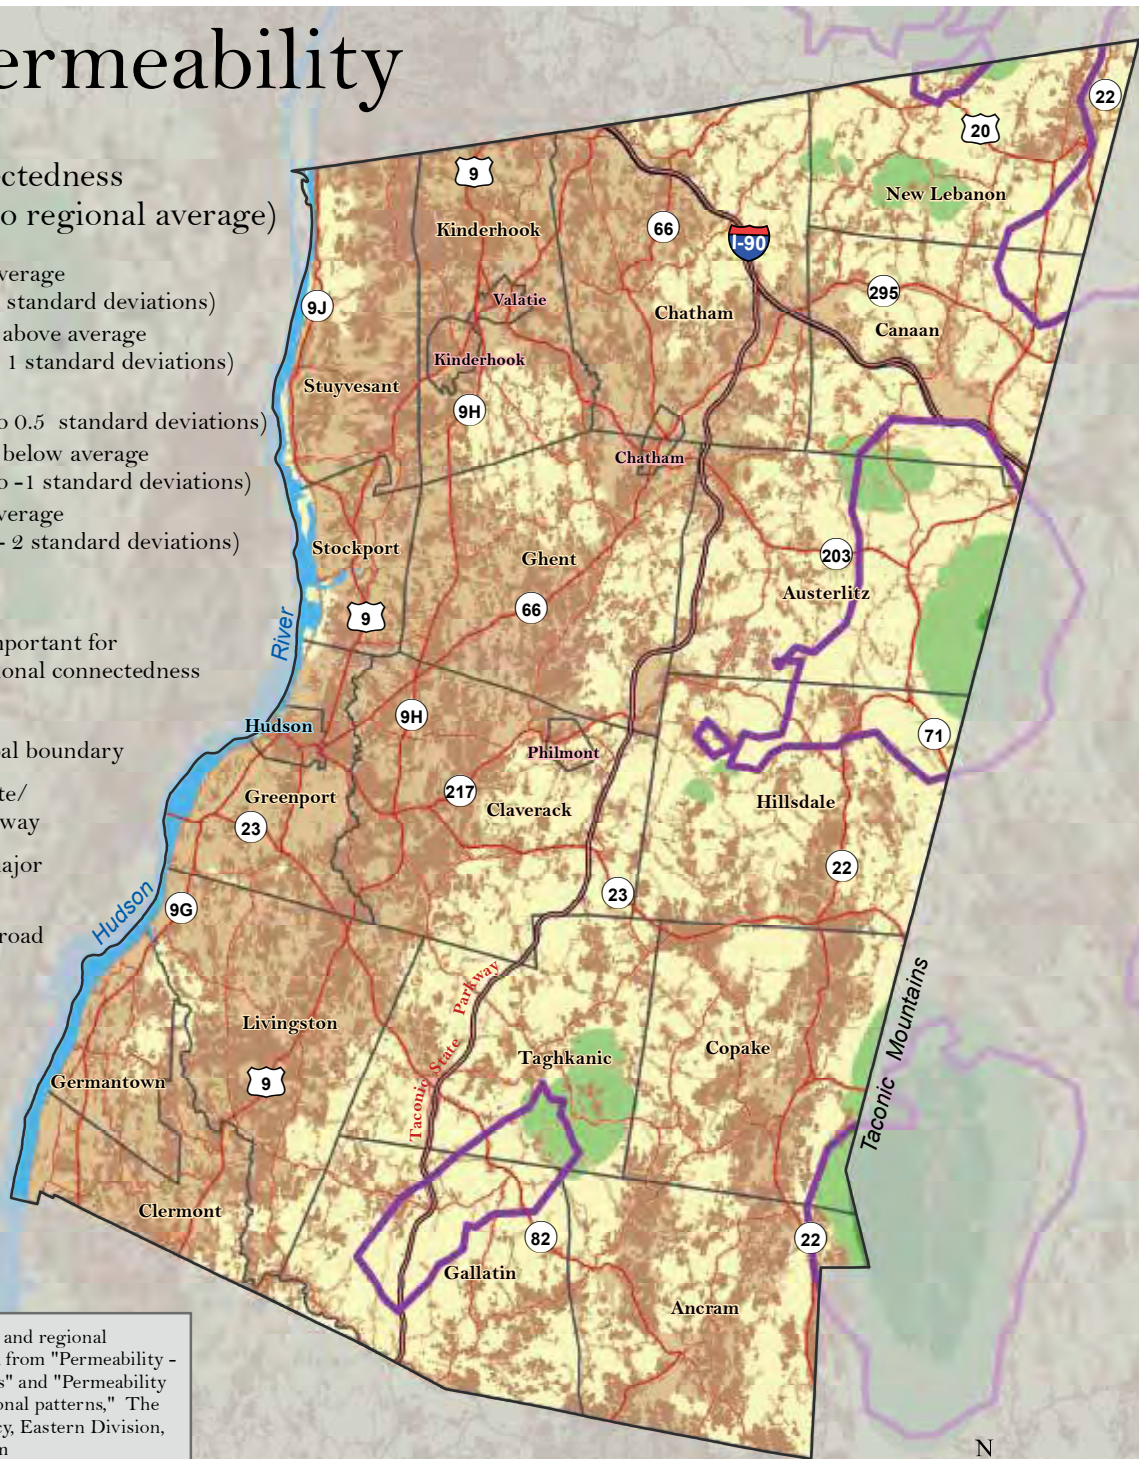 ermeability
ectedness
o regional average)
verage
standard deviations)
above average
1 standard deviations)
o 0.5 standard deviations)
below average
o -1 standard deviations)
verage
- 2 standard deviations)
mportant for
onal connectedness
al boundary
te/
way
ajor
road
22
20
New Lebanon
9
Kinderhook
66
I-90
295
Canaan
Valatie
9J
Chatham
Kinderhook
Stuyvesant
9H
Chatham
Stockport
Ghent
203
Austerlitz
66
9
River
9H
Hudson
71
Philmont
217
Claverack
Greenport
Hillsdale
23
22
23
9G
Hudson
Parkway
Taconic State
Livingston
Taghkanic
Copake
Mountains
Taconic
Germantown
9
Clermont
82
22
Gallatin
Ancram
and regional
from "Permeability -
s" and "Permeability
onal patterns," The
cy, Eastern Division,
n
N